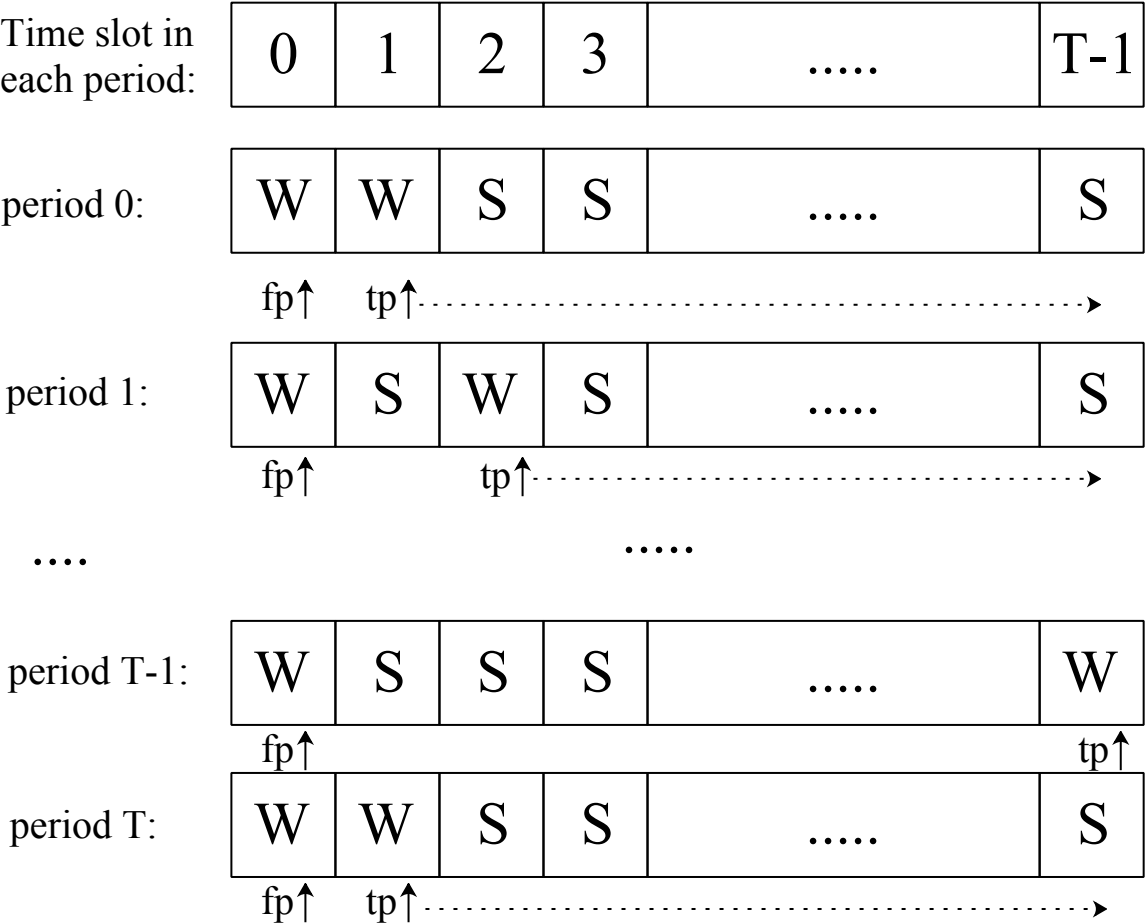 Time slot in
each period:
0 1 2 3 ..... T-1
period 0:
W W S S ..... S
fp↑ tp↑
period 1:
W S W S ..... S
fp↑ tp↑
.... .....
period T-1:
W S S S ..... W
fp↑ tp↑
period T:
W W S S ..... S
fp↑ tp↑